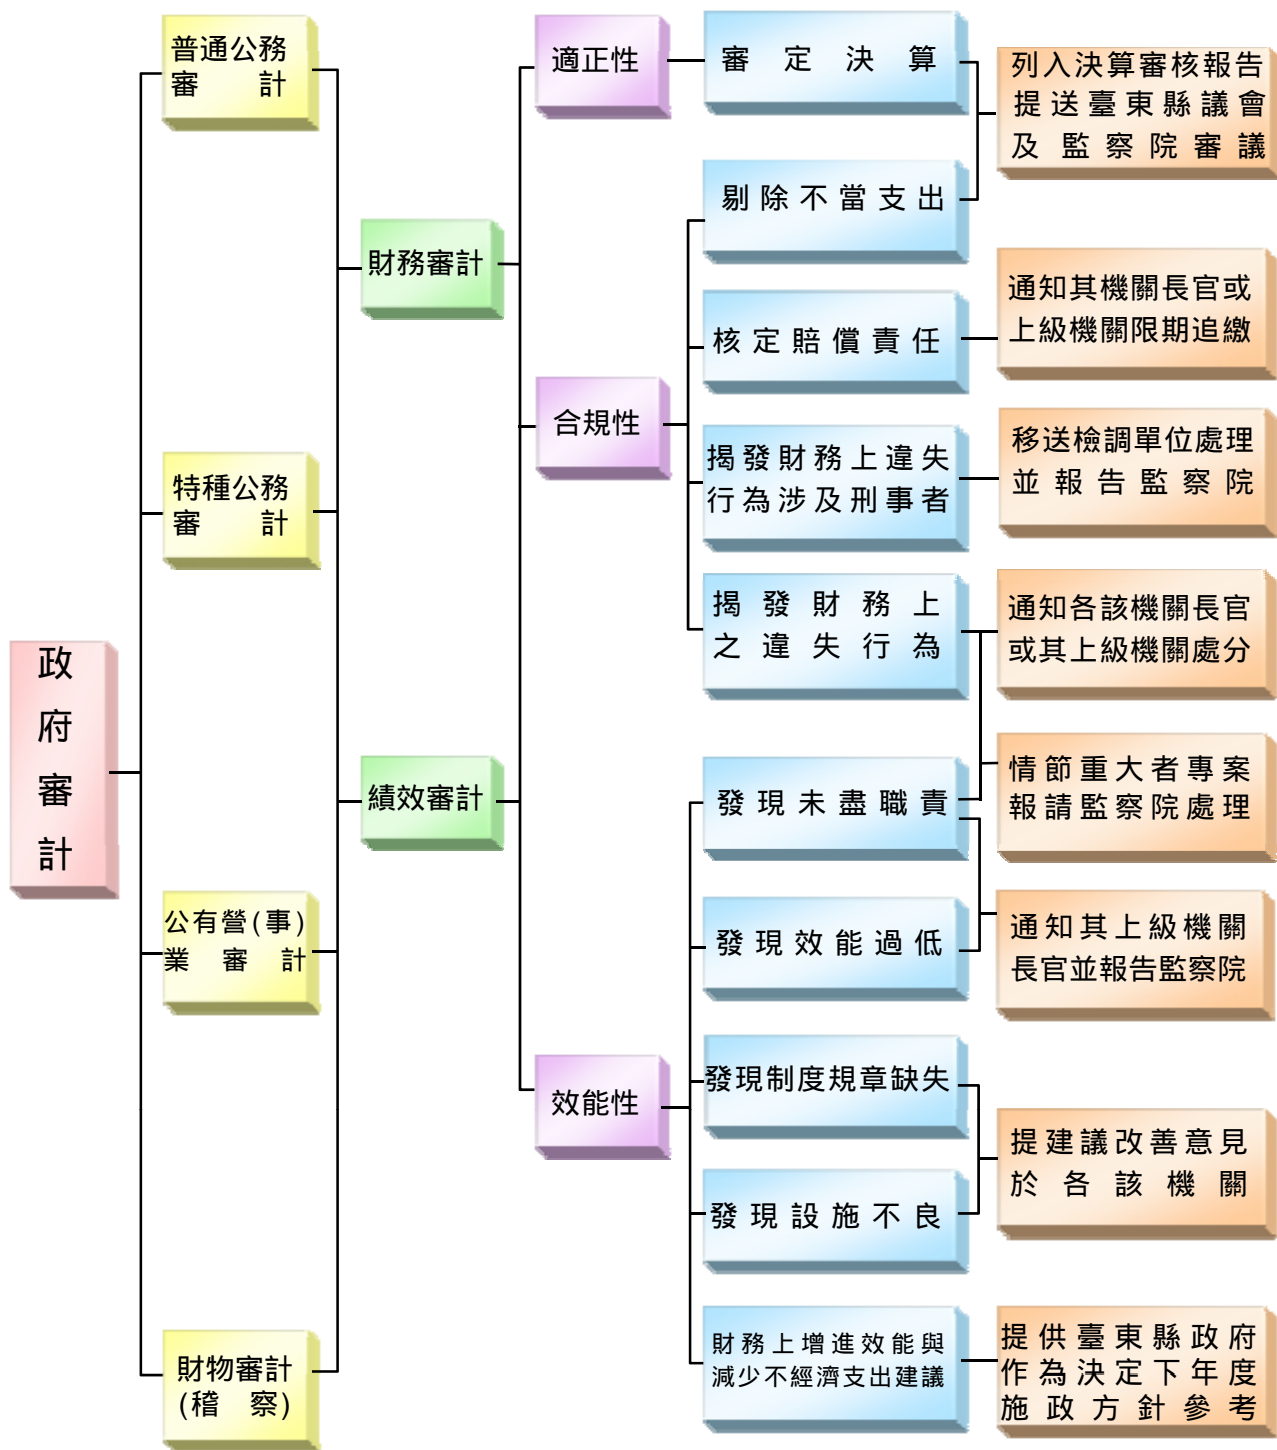 政
府
審
計
普通公務
審計
特種公務
審計
公有營(事)
業審計
財物審計
(稽察)
財務審計
績效審計
適正性
合規性
效能性
審定決算
剔除不當支出
核定賠償責任
揭發財務上違失
行為涉及刑事者
揭發財務上
之違失行為
發現未盡職責
發現效能過低
發現制度規章缺失
發現設施不良
財務上增進效能與
減少不經濟支出建議
列入決算審核報告
提送臺東縣議會
及監察院審議
通知其機關長官或
上級機關限期追繳
移送檢調單位處理
並報告監察院
通知各該機關長官
或其上級機關處分
情節重大者專案
報請監察院處理
通知其上級機關
長官並報告監察院
提建議改善意見
於各該機關
提供臺東縣政府
作為決定下年度
施政方針參考